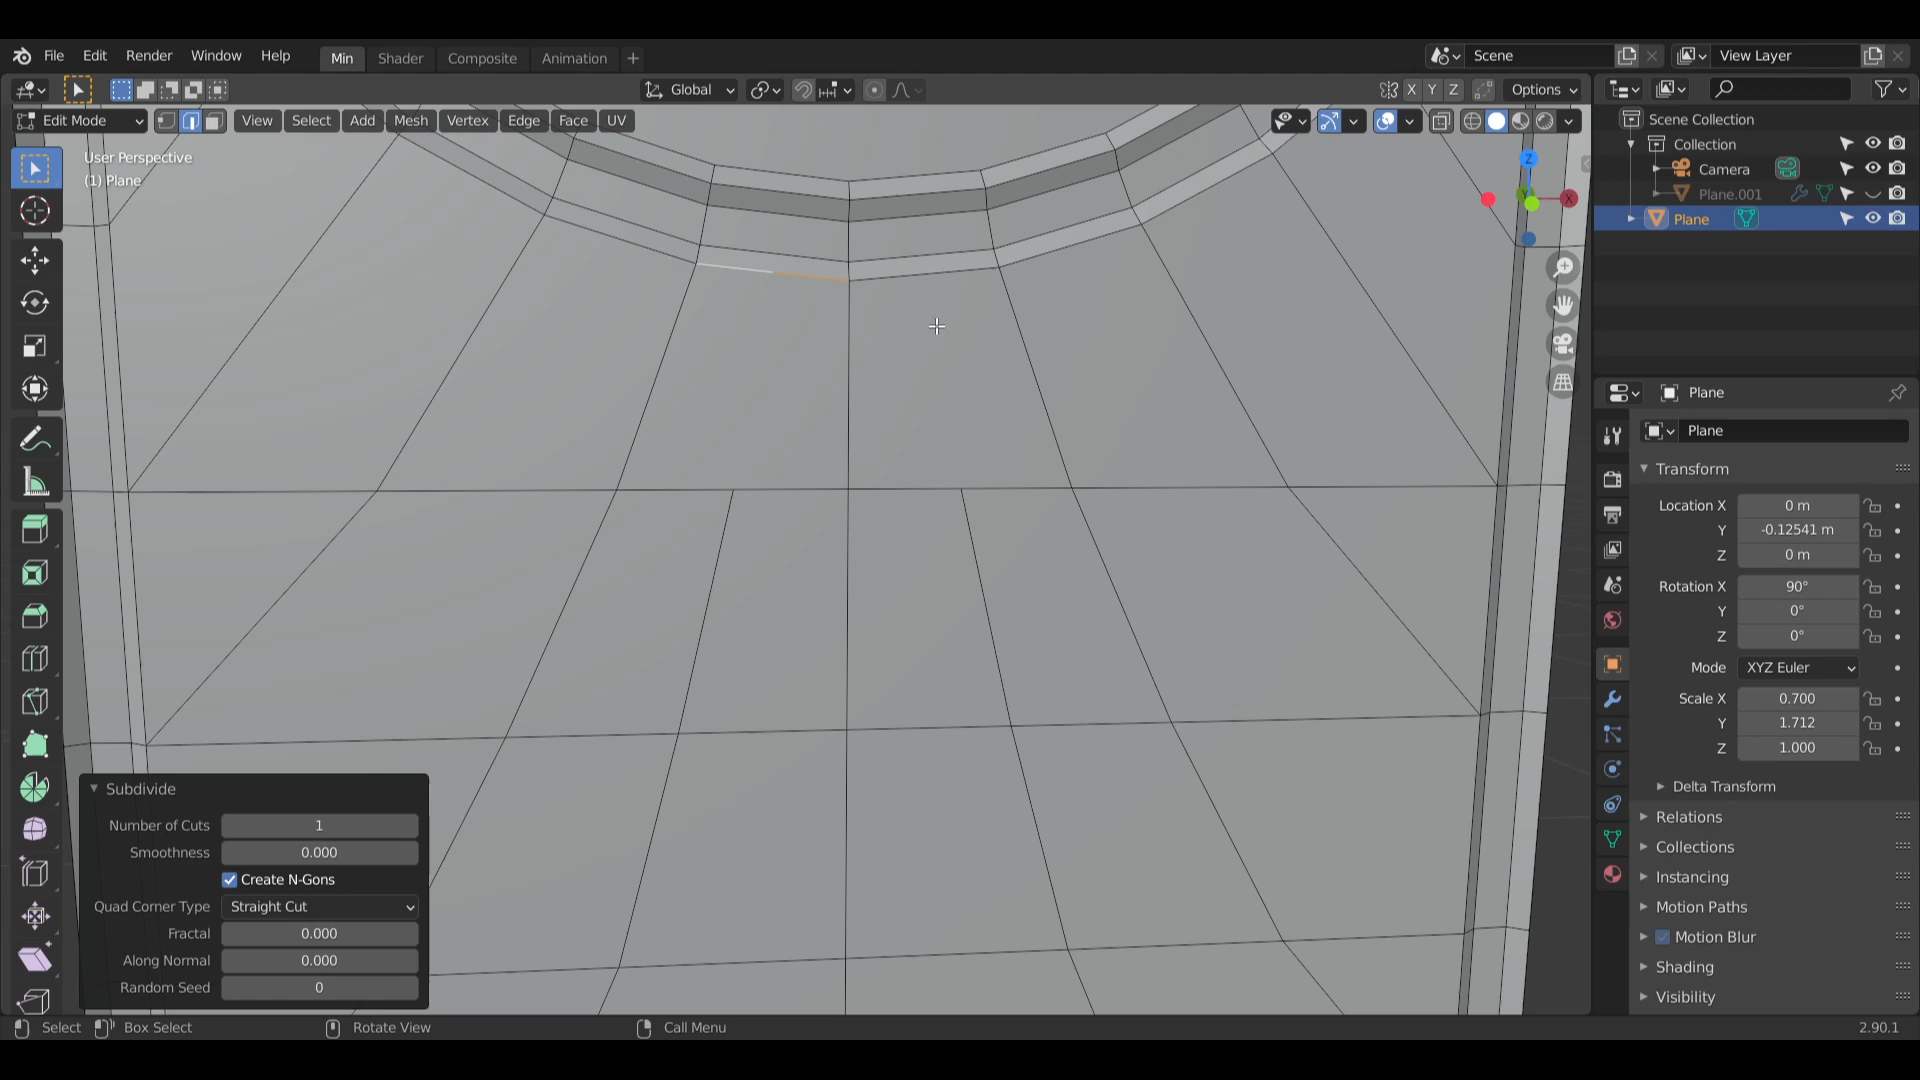 File Edit Render Window Help Min Shader Composite Animation + Scene View Layer
Global X Y Z Options
Edit Mode View Select Add Mesh Vertex Edge Face UV
User Perspective
(1) Plane
Z
X
Y
Scene Collection
Collection
Camera
Plane.001
Plane
Plane
Plane
Transform
Location X 0 m
Y -0.12541 m
Z 0 m
Rotation X 90°
Y 0°
Z 0°
Mode XYZ Euler
Scale X 0.700
Y 1.712
Z 1.000
Delta Transform
Relations
Collections
Instancing
Motion Paths
Motion Blur
Shading
Visibility
Subdivide
Number of Cuts 1
Smoothness 0.000
Create N-Gons
Quad Corner Type Straight Cut
Fractal 0.000
Along Normal 0.000
Random Seed 0
Select Box Select Rotate View Call Menu 2.90.1